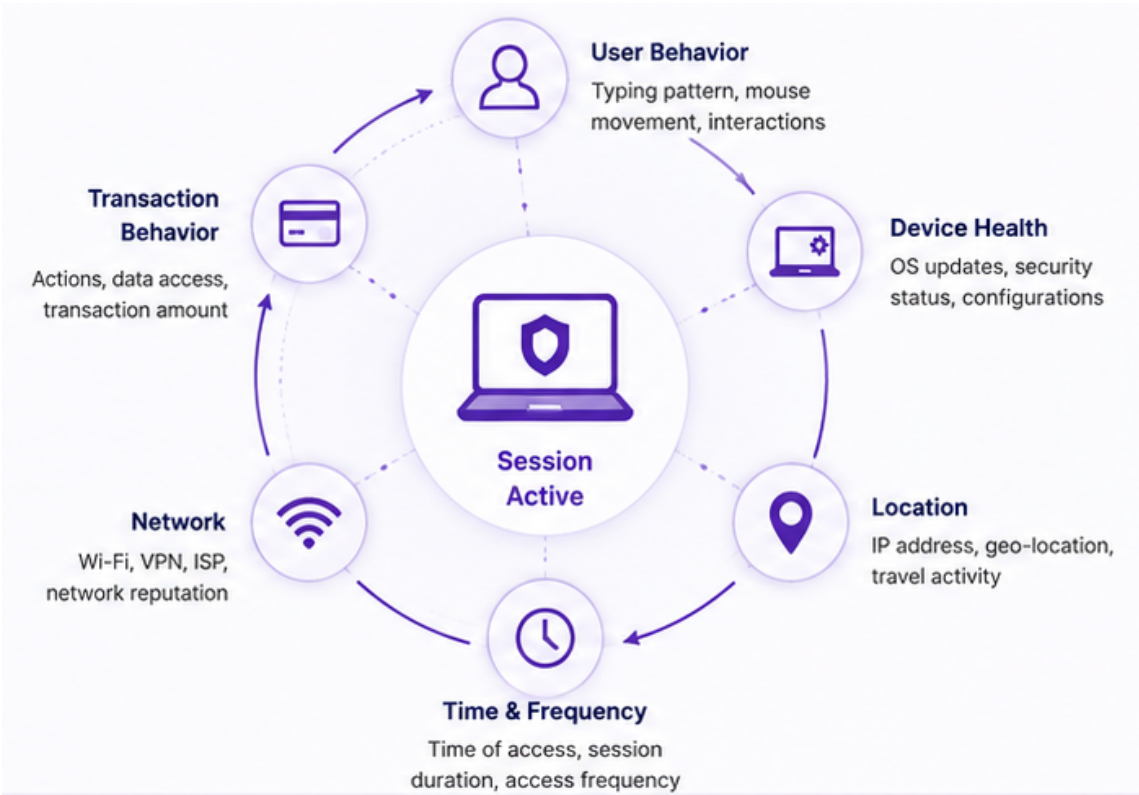 User Behavior
Typing pattern, mouse
movement, interactions
Device Health
OS updates, security
status, configurations
Location
IP address, geo-location,
travel activity
Time & Frequency
Time of access, session
duration, access frequency
Network
Wi-Fi, VPN, ISP,
network reputation
Transaction
Behavior
Actions, data access,
transaction amount
Session
Active